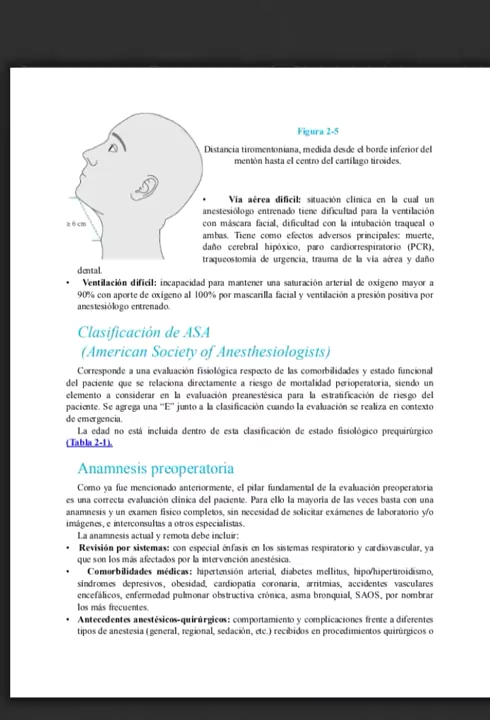 Figura 2-5
Distancia tiromentoniana, medida desde el borde inferior del
mentón hasta el centro del cartílago tiroides.
≥ 6 cm
• Vía aérea difícil: situación clínica en la cual un
anestesiólogo entrenado tiene dificultad para la ventilación
con máscara facial, dificultad con la intubación traqueal o
ambas. Tiene como efectos adversos principales: muerte,
daño cerebral hipóxico, paro cardiorrespiratorio (PCR),
traqueostomía de urgencia, trauma de la vía aérea y daño
dental.
• Ventilación difícil: incapacidad para mantener una saturación arterial de oxígeno mayor a
90% con aporte de oxígeno al 100% por mascarilla facial y ventilación a presión positiva por
anestesiólogo entrenado.
Clasificación de ASA
(American Society of Anesthesiologists)
Corresponde a una evaluación fisiológica respecto de las comorbilidades y estado funcional
del paciente que se relaciona directamente a riesgo de mortalidad perioperatoria, siendo un
elemento a considerar en la evaluación preanestésica para la estratificación de riesgo del
paciente. Se agrega una “E” junto a la clasificación cuando la evaluación se realiza en contexto
de emergencia.
La edad no está incluida dentro de esta clasificación de estado fisiológico prequirúrgico
(Tabla 2-1).
Anamnesis preoperatoria
Como ya fue mencionado anteriormente, el pilar fundamental de la evaluación preoperatoria
es una correcta evaluación clínica del paciente. Para ello la mayoría de las veces basta con una
anamnesis y un examen físico completos, sin necesidad de solicitar exámenes de laboratorio y/o
imágenes, e interconsultas a otros especialistas.
La anamnesis actual y remota debe incluir:
• Revisión por sistemas: con especial énfasis en los sistemas respiratorio y cardiovascular, ya
que son los más afectados por la intervención anestésica.
• Comorbilidades médicas: hipertensión arterial, diabetes mellitus, hipo/hipertiroidismo,
síndromes depresivos, obesidad, cardiopatía coronaria, arritmias, accidentes vasculares
encefálicos, enfermedad pulmonar obstructiva crónica, asma bronquial, SAOS, por nombrar
los más frecuentes.
• Antecedentes anestésicos-quirúrgicos: comportamiento y complicaciones frente a diferentes
tipos de anestesia (general, regional, sedación, etc.) recibidos en procedimientos quirúrgicos o